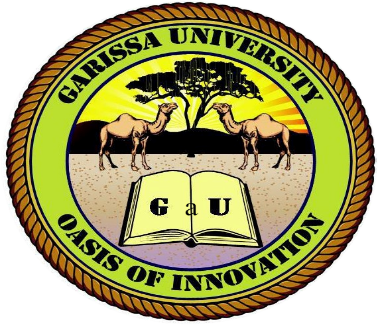 GARISSA UNIVERSITY
G a U
OASIS OF INNOVATION